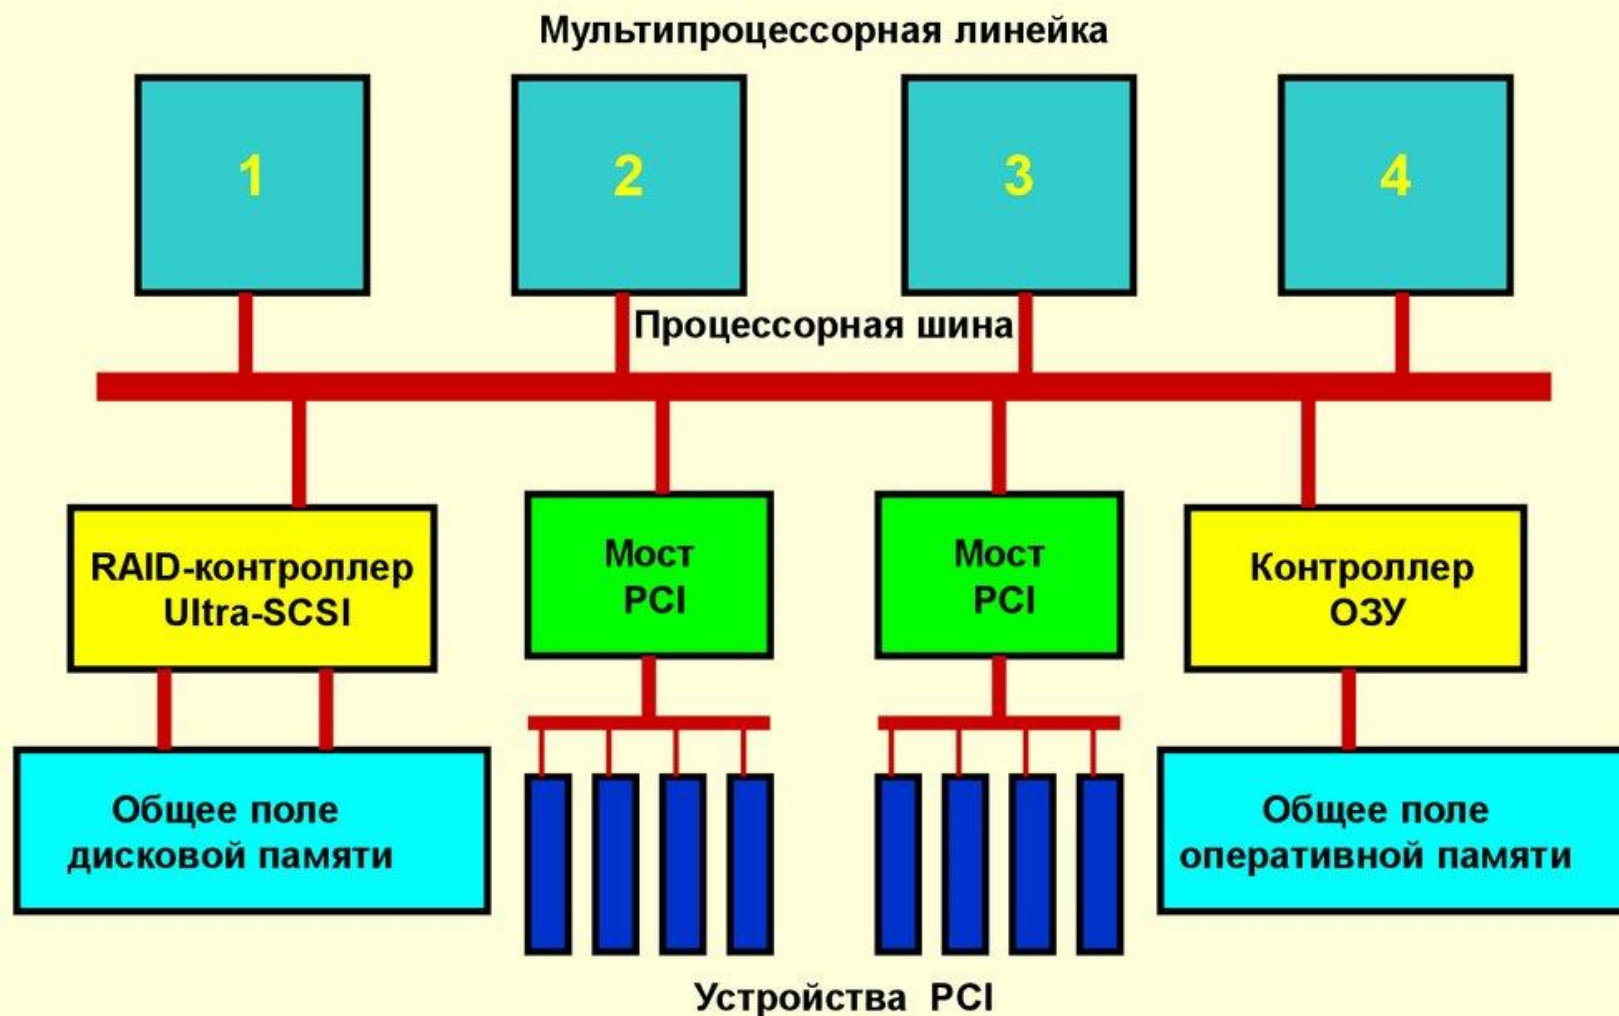 Мультипроцессорная линейка
1 2 3 4
Процессорная шина
RAID-контроллер
Ultra-SCSI
Мост
PCI
Мост
PCI
Контроллер
ОЗУ
Общее поле
дисковой памяти
Общее поле
оперативной памяти
Устройства PCI